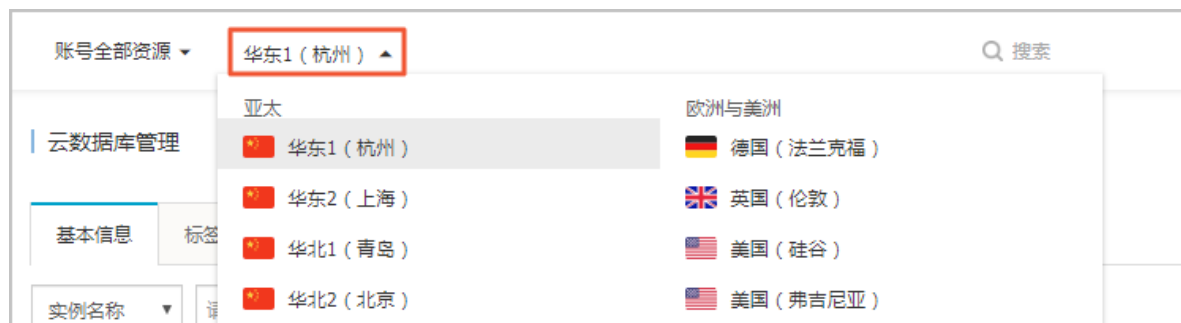 账号全部资源 华东1（杭州） 搜索
亚太 欧洲与美洲
云数据库管理
华东1（杭州） 德国（法兰克福）
华东2（上海） 英国（伦敦）
基本信息 标签
华北1（青岛） 美国（硅谷）
实例名称
华北2（北京） 美国（弗吉尼亚）